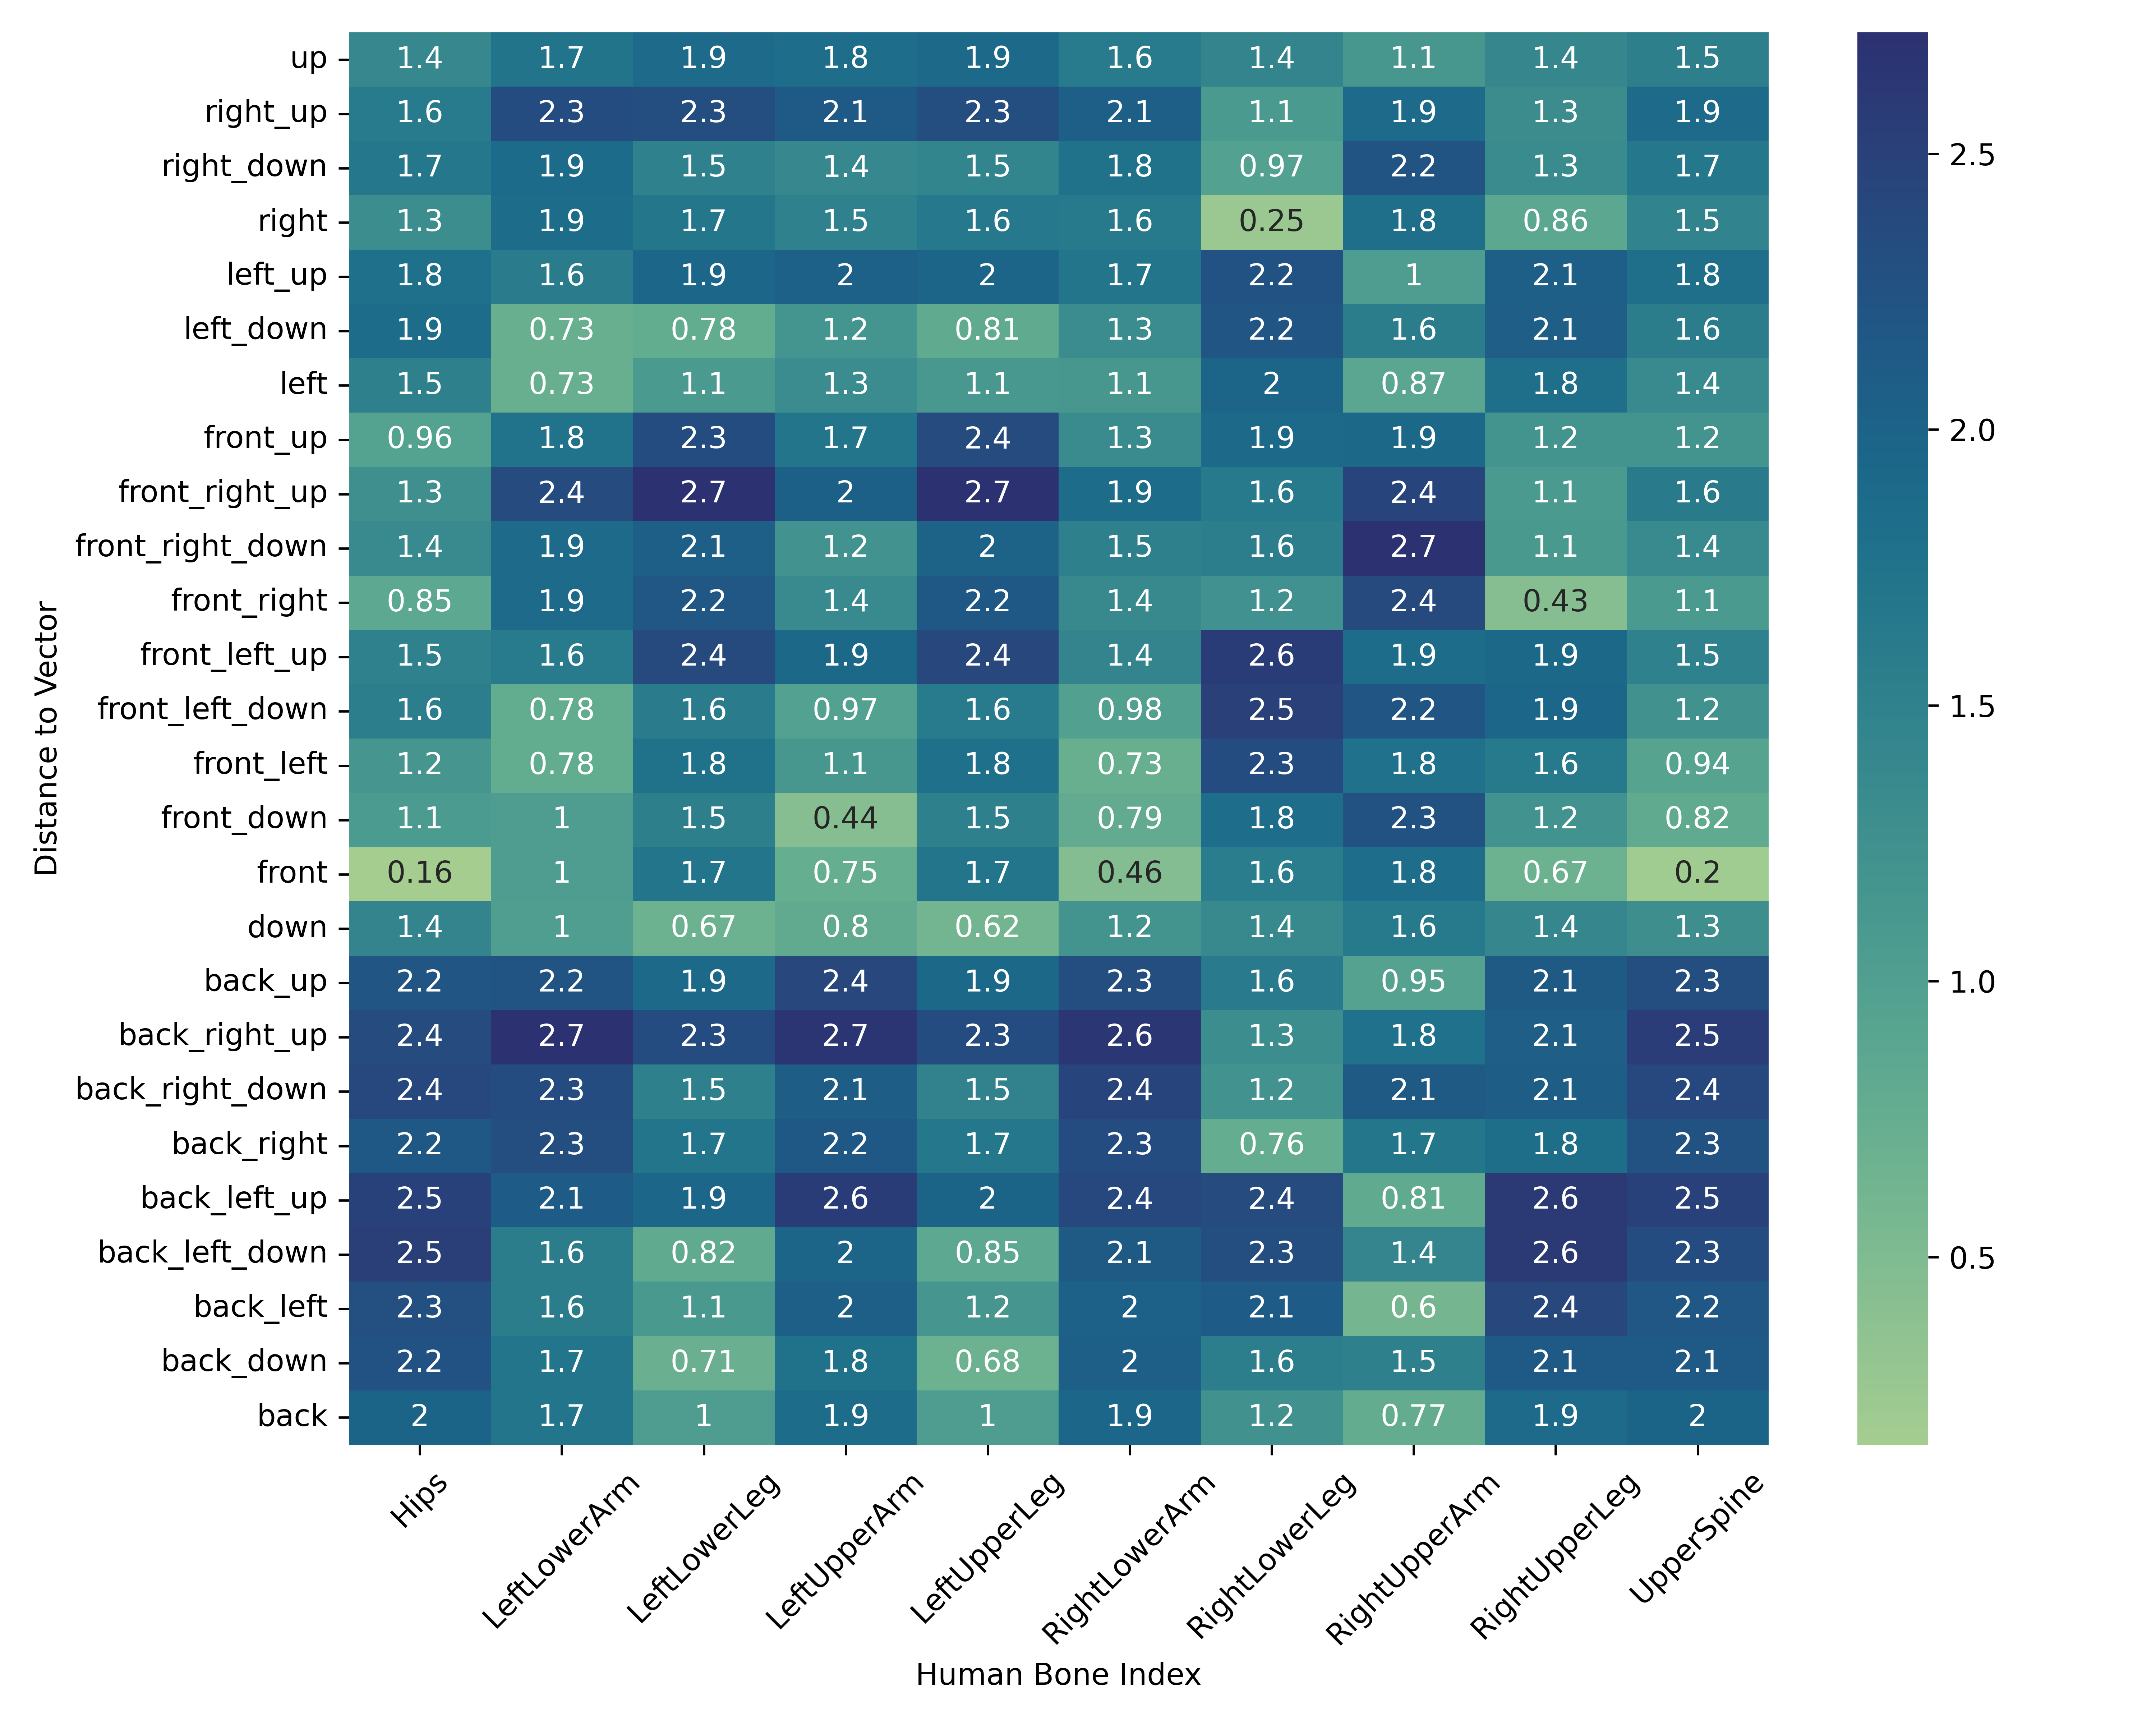 up 1.4 1.7 1.9 1.8 1.9 1.6 1.4 1.1 1.4 1.5
right_up 1.6 2.3 2.3 2.1 2.3 2.1 1.1 1.9 1.3 1.9
right_down 1.7 1.9 1.5 1.4 1.5 1.8 0.97 2.2 1.3 1.7
right 1.3 1.9 1.7 1.5 1.6 1.6 0.25 1.8 0.86 1.5
left_up 1.8 1.6 1.9 2 2 1.7 2.2 1 2.1 1.8
left_down 1.9 0.73 0.78 1.2 0.81 1.3 2.2 1.6 2.1 1.6
left 1.5 0.73 1.1 1.3 1.1 1.1 2 0.87 1.8 1.4
front_up 0.96 1.8 2.3 1.7 2.4 1.3 1.9 1.9 1.2 1.2
front_right_up 1.3 2.4 2.7 2 2.7 1.9 1.6 2.4 1.1 1.6
front_right_down 1.4 1.9 2.1 1.2 2 1.5 1.6 2.7 1.1 1.4
front_right 0.85 1.9 2.2 1.4 2.2 1.4 1.2 2.4 0.43 1.1
front_left_up 1.5 1.6 2.4 1.9 2.4 1.4 2.6 1.9 1.9 1.5
front_left_down 1.6 0.78 1.6 0.97 1.6 0.98 2.5 2.2 1.9 1.2
front_left 1.2 0.78 1.8 1.1 1.8 0.73 2.3 1.8 1.6 0.94
front_down 1.1 1 1.5 0.44 1.5 0.79 1.8 2.3 1.2 0.82
front 0.16 1 1.7 0.75 1.7 0.46 1.6 1.8 0.67 0.2
down 1.4 1 0.67 0.8 0.62 1.2 1.4 1.6 1.4 1.3
back_up 2.2 2.2 1.9 2.4 1.9 2.3 1.6 0.95 2.1 2.3
back_right_up 2.4 2.7 2.3 2.7 2.3 2.6 1.3 1.8 2.1 2.5
back_right_down 2.4 2.3 1.5 2.1 1.5 2.4 1.2 2.1 2.1 2.4
back_right 2.2 2.3 1.7 2.2 1.7 2.3 0.76 1.7 1.8 2.3
back_left_up 2.5 2.1 1.9 2.6 2 2.4 2.4 0.81 2.6 2.5
back_left_down 2.5 1.6 0.82 2 0.85 2.1 2.3 1.4 2.6 2.3
back_left 2.3 1.6 1.1 2 1.2 2 2.1 0.6 2.4 2.2
back_down 2.2 1.7 0.71 1.8 0.68 2 1.6 1.5 2.1 2.1
back 2 1.7 1 1.9 1 1.9 1.2 0.77 1.9 2
Hips LeftLowerArm LeftLowerLeg LeftUpperArm LeftUpperLeg RightLowerArm RightLowerLeg RightUpperArm RightUpperLeg UpperSpine
Human Bone Index
Distance to Vector
2.5
2.0
1.5
1.0
0.5